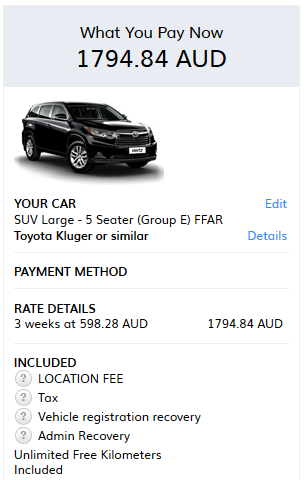 What You Pay Now
1794.84 AUD
Hertz
YOUR CAR Edit
SUV Large - 5 Seater (Group E) FFAR
Toyota Kluger or similar Details
PAYMENT METHOD
RATE DETAILS
3 weeks at 598.28 AUD 1794.84 AUD
INCLUDED
? LOCATION FEE
? Tax
? Vehicle registration recovery
? Admin Recovery
Unlimited Free Kilometers
Included